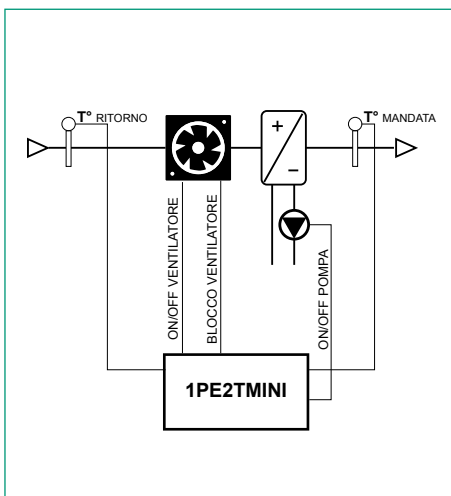 T° RITORNO
T° MANDATA
+
−
ON/OFF VENTILATORE
BLOCCO VENTILATORE
ON/OFF POMPA
1PE2TMINI